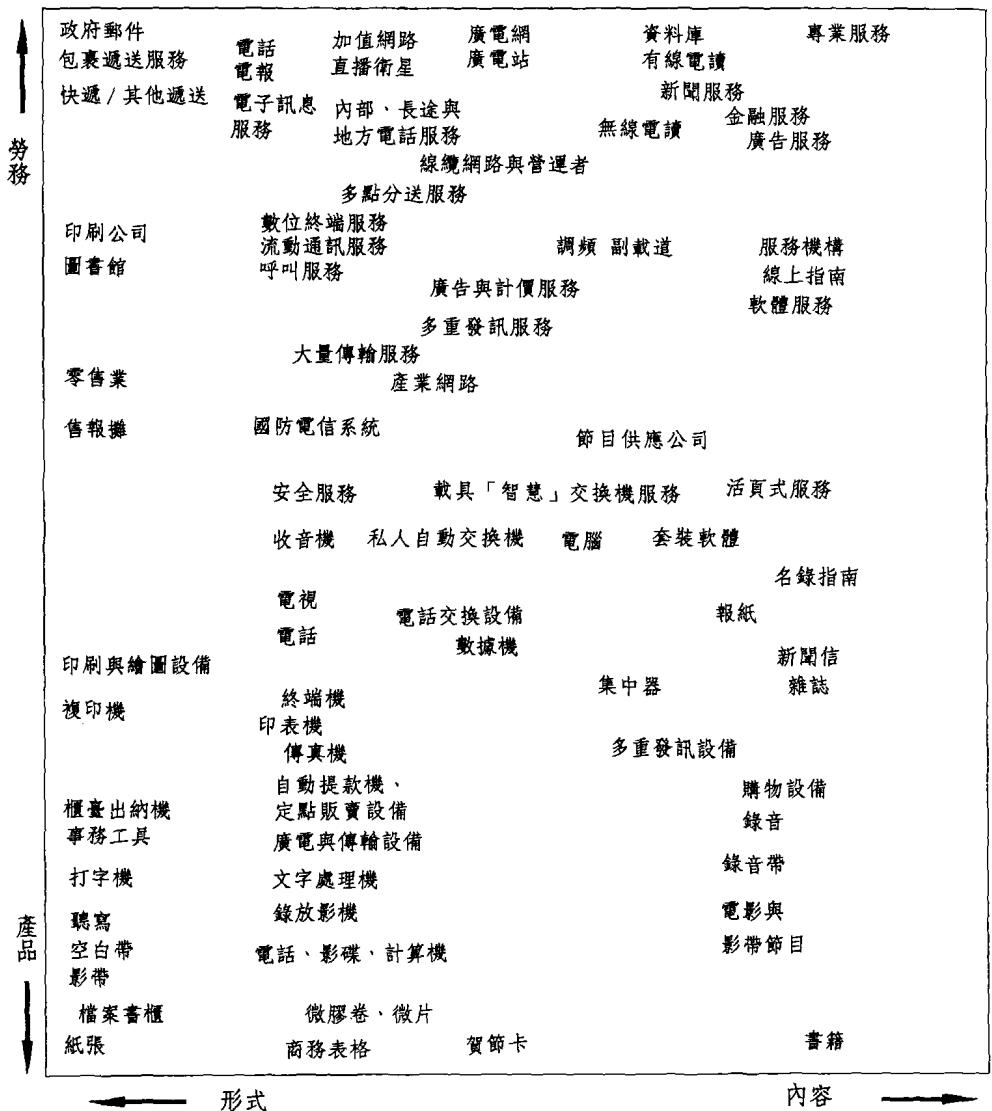 政府郵件
電話
加值網路
廣電網
資料庫
專業服務
包裹遞送服務
電報
直播衛星
廣電站
有線電讀
快遞/其他遞送
電子訊息
服務
內部、長途與
地方電話服務
新聞服務
無線電讀
金融服務
廣告服務
線纜網路與營運者
多點分送服務
勞務
印刷公司
數位終端服務
流動通訊服務
調頻 副載道
服務機構
圖書館
呼叫服務
線上指南
廣告與計價服務
軟體服務
多重發訊服務
大量傳輸服務
零售業
產業網路
售報攤
國防電信系統
節目供應公司
安全服務
載具「智慧」交換機服務
活頁式服務
收音機
私人自動交換機
電腦
套裝軟體
名錄指南
電視
電話交換設備
報紙
電話
數據機
印刷與繪圖設備
新聞信
集中器
雜誌
複印機
終端機
印表機
傳真機
多重發訊設備
自動提款機、
定點販賣設備
購物設備
櫃臺出納機
錄音
事務工具
廣電與傳輸設備
打字機
文字處理機
錄音帶
聽寫
錄放影機
電影與
影帶節目
空白帶
電話、影碟、計算機
影帶
產品
檔案書櫃
微膠卷、微片
紙張
商務表格
賀節卡
書籍
形式
內容